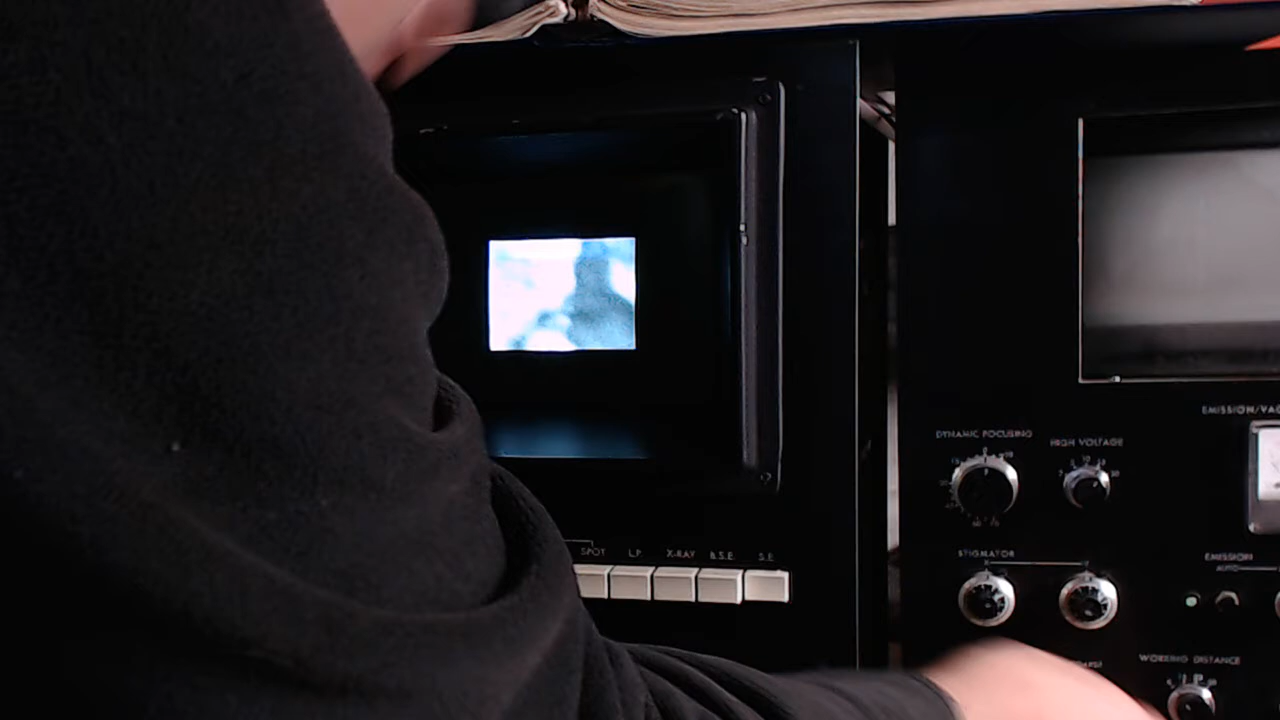 EMISSION/VAC
DYNAMIC FOCUSING
HIGH VOLTAGE
SPOT L.P. X-RAY B.S.E. S.E.
STIGMATOR
EMISSION
AUTO
WORKING DISTANCE